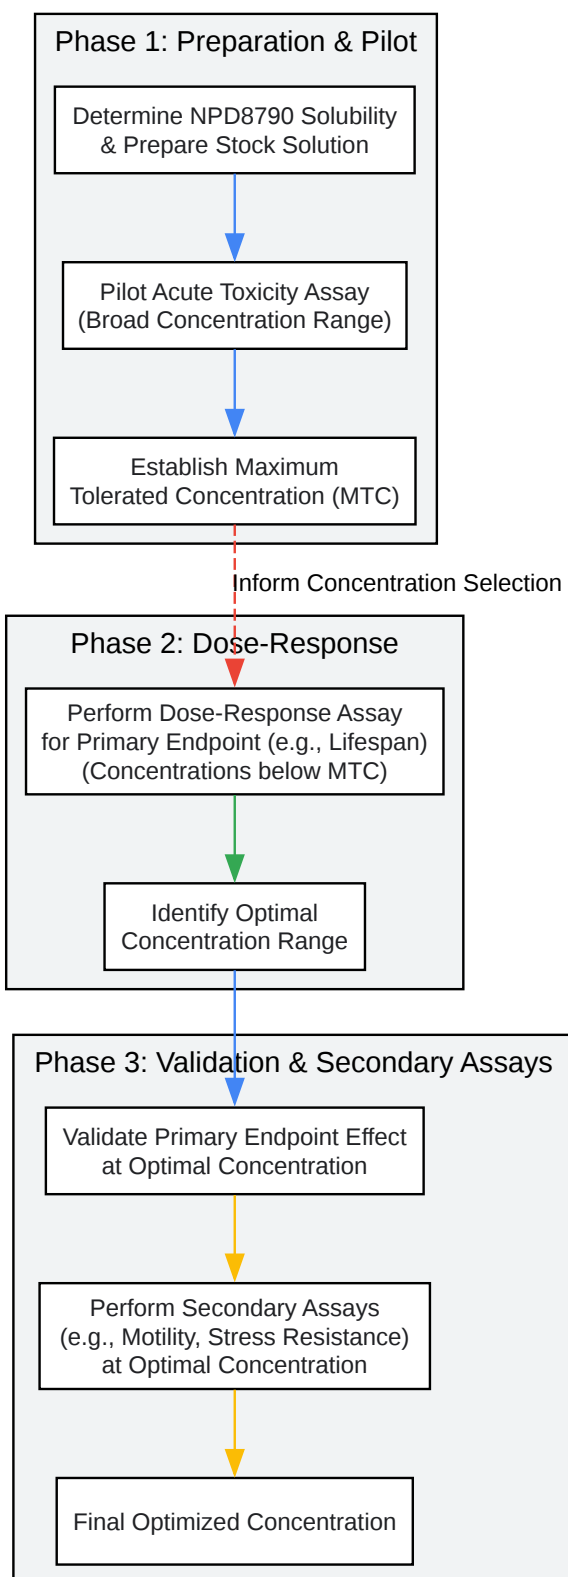 Phase 1: Preparation & Pilot
Determine NPD8790 Solubility
& Prepare Stock Solution
Pilot Acute Toxicity Assay
(Broad Concentration Range)
Establish Maximum
Tolerated Concentration (MTC)
Inform Concentration Selection
Phase 2: Dose-Response
Perform Dose-Response Assay
for Primary Endpoint (e.g., Lifespan)
(Concentrations below MTC)
Identify Optimal
Concentration Range
Phase 3: Validation & Secondary Assays
Validate Primary Endpoint Effect
at Optimal Concentration
Perform Secondary Assays
(e.g., Motility, Stress Resistance)
at Optimal Concentration
Final Optimized Concentration